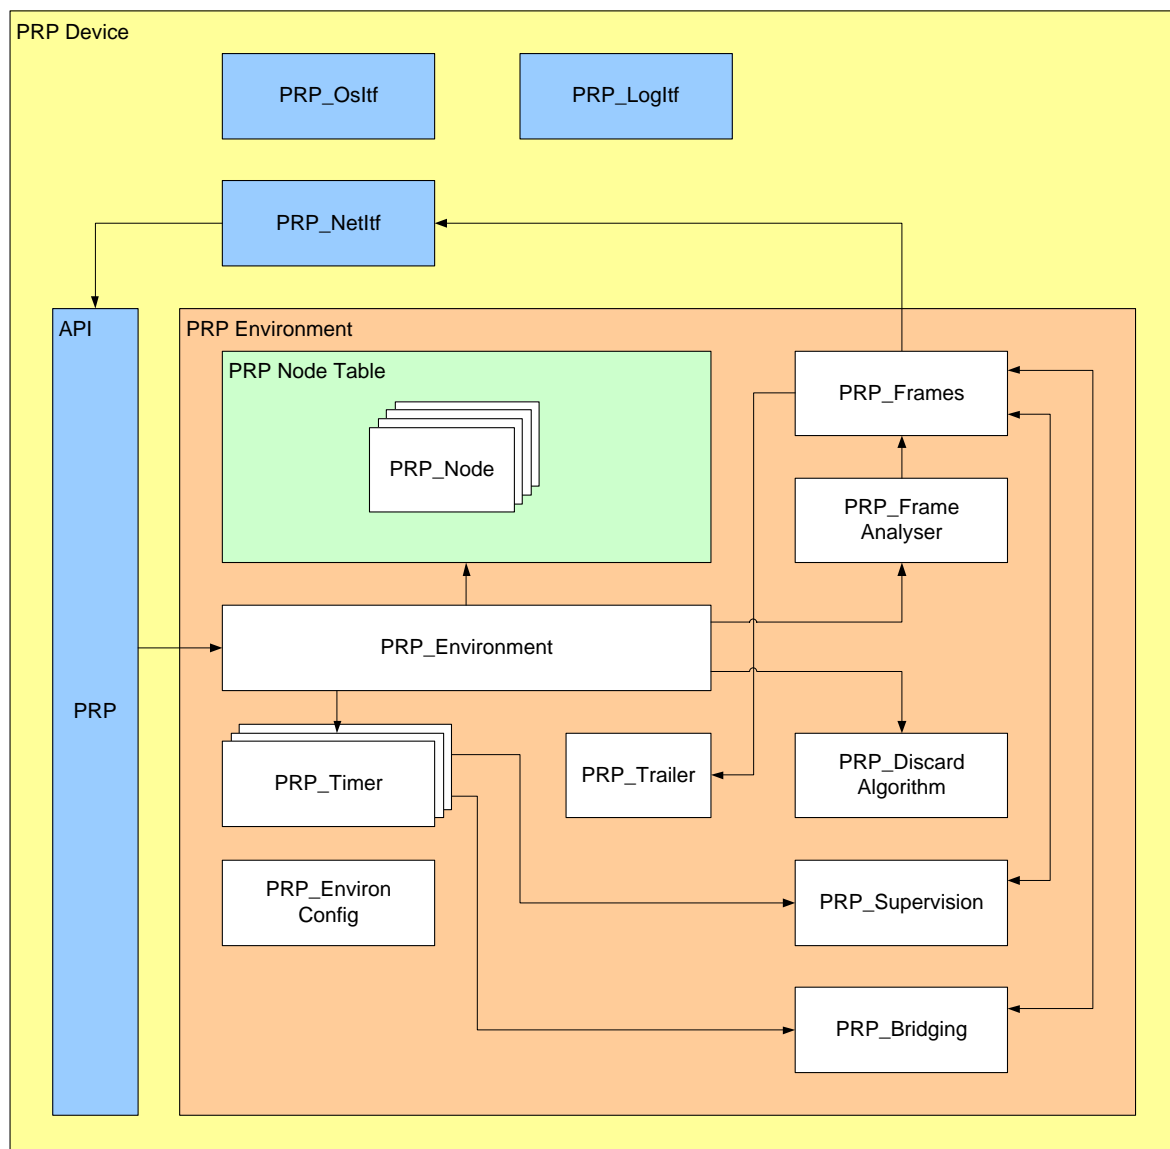 PRP Device
PRP_OsItf
PRP_LogItf
PRP_NetItf
API
PRP
PRP Environment
PRP Node Table
PRP_Node
PRP_Frames
PRP_Frame
Analyser
PRP_Environment
PRP_Timer
PRP_Trailer
PRP_Discard
Algorithm
PRP_Environ
Config
PRP_Supervision
PRP_Bridging